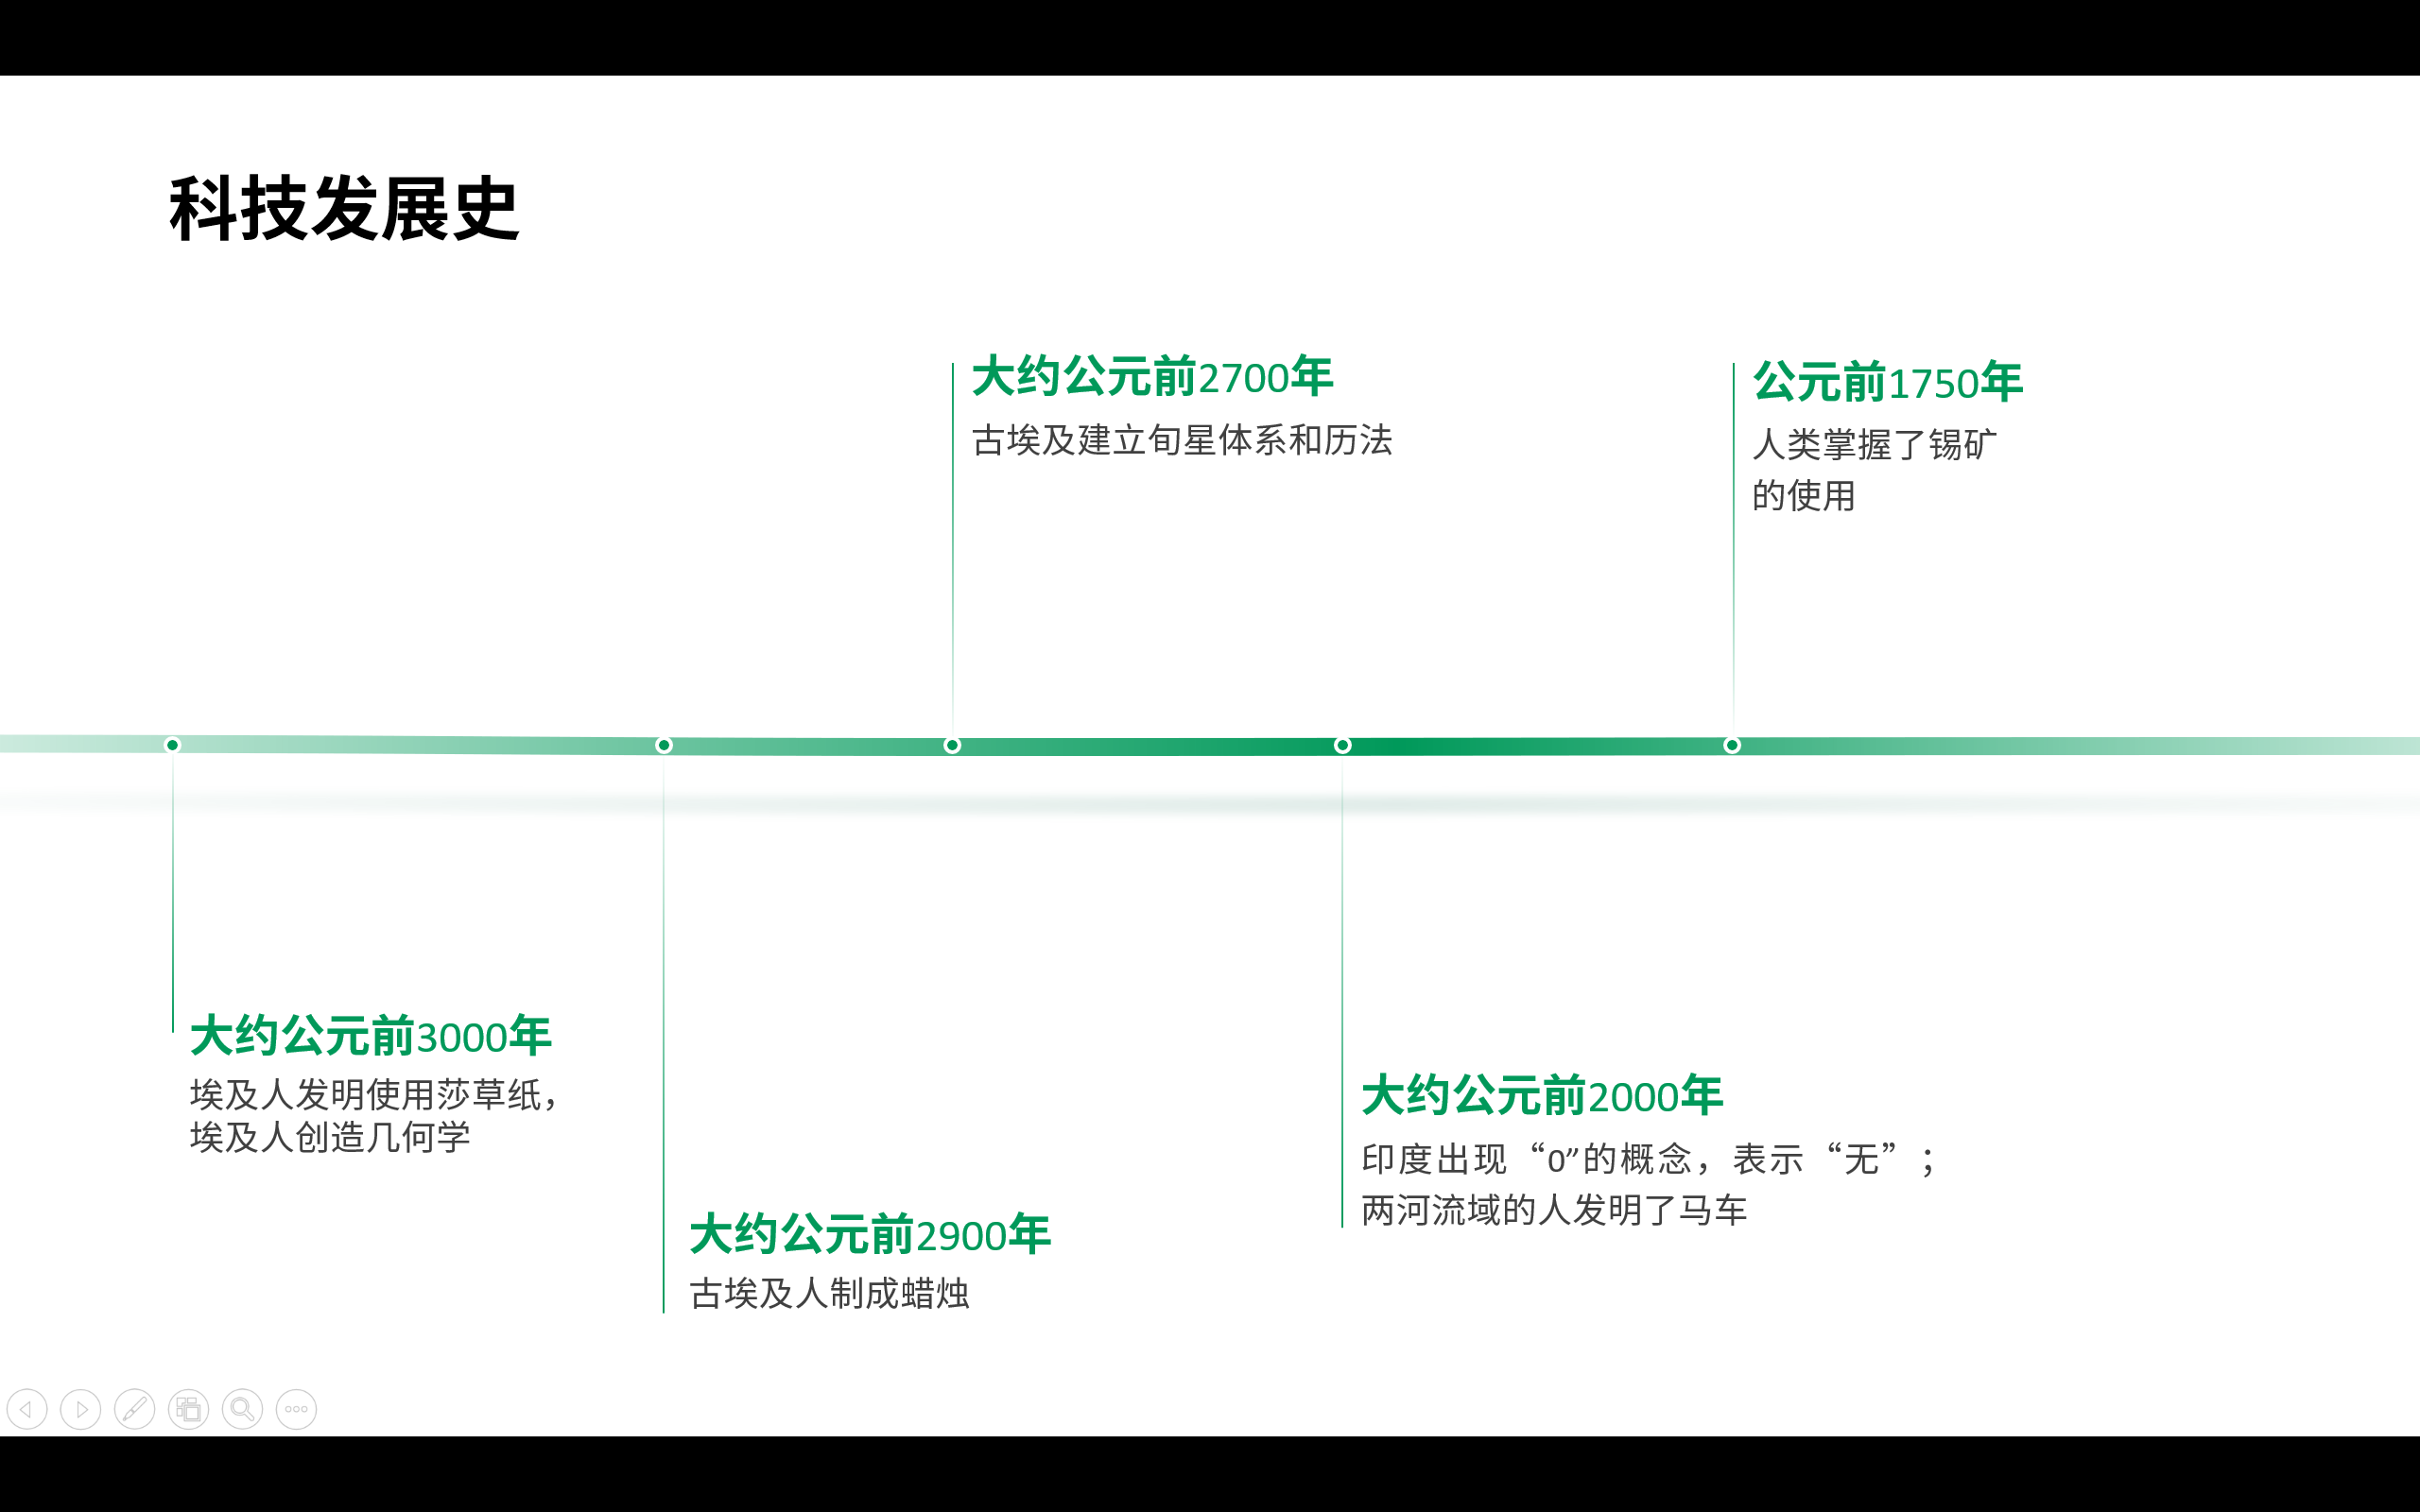 科技发展史
大约公元前2700年
古埃及建立旬星体系和历法
公元前1750年
人类掌握了锡矿
的使用
大约公元前3000年
埃及人发明使用莎草纸，
埃及人创造几何学
大约公元前2900年
古埃及人制成蜡烛
大约公元前2000年
印度出现“0”的概念，表示“无”；
两河流域的人发明了马车